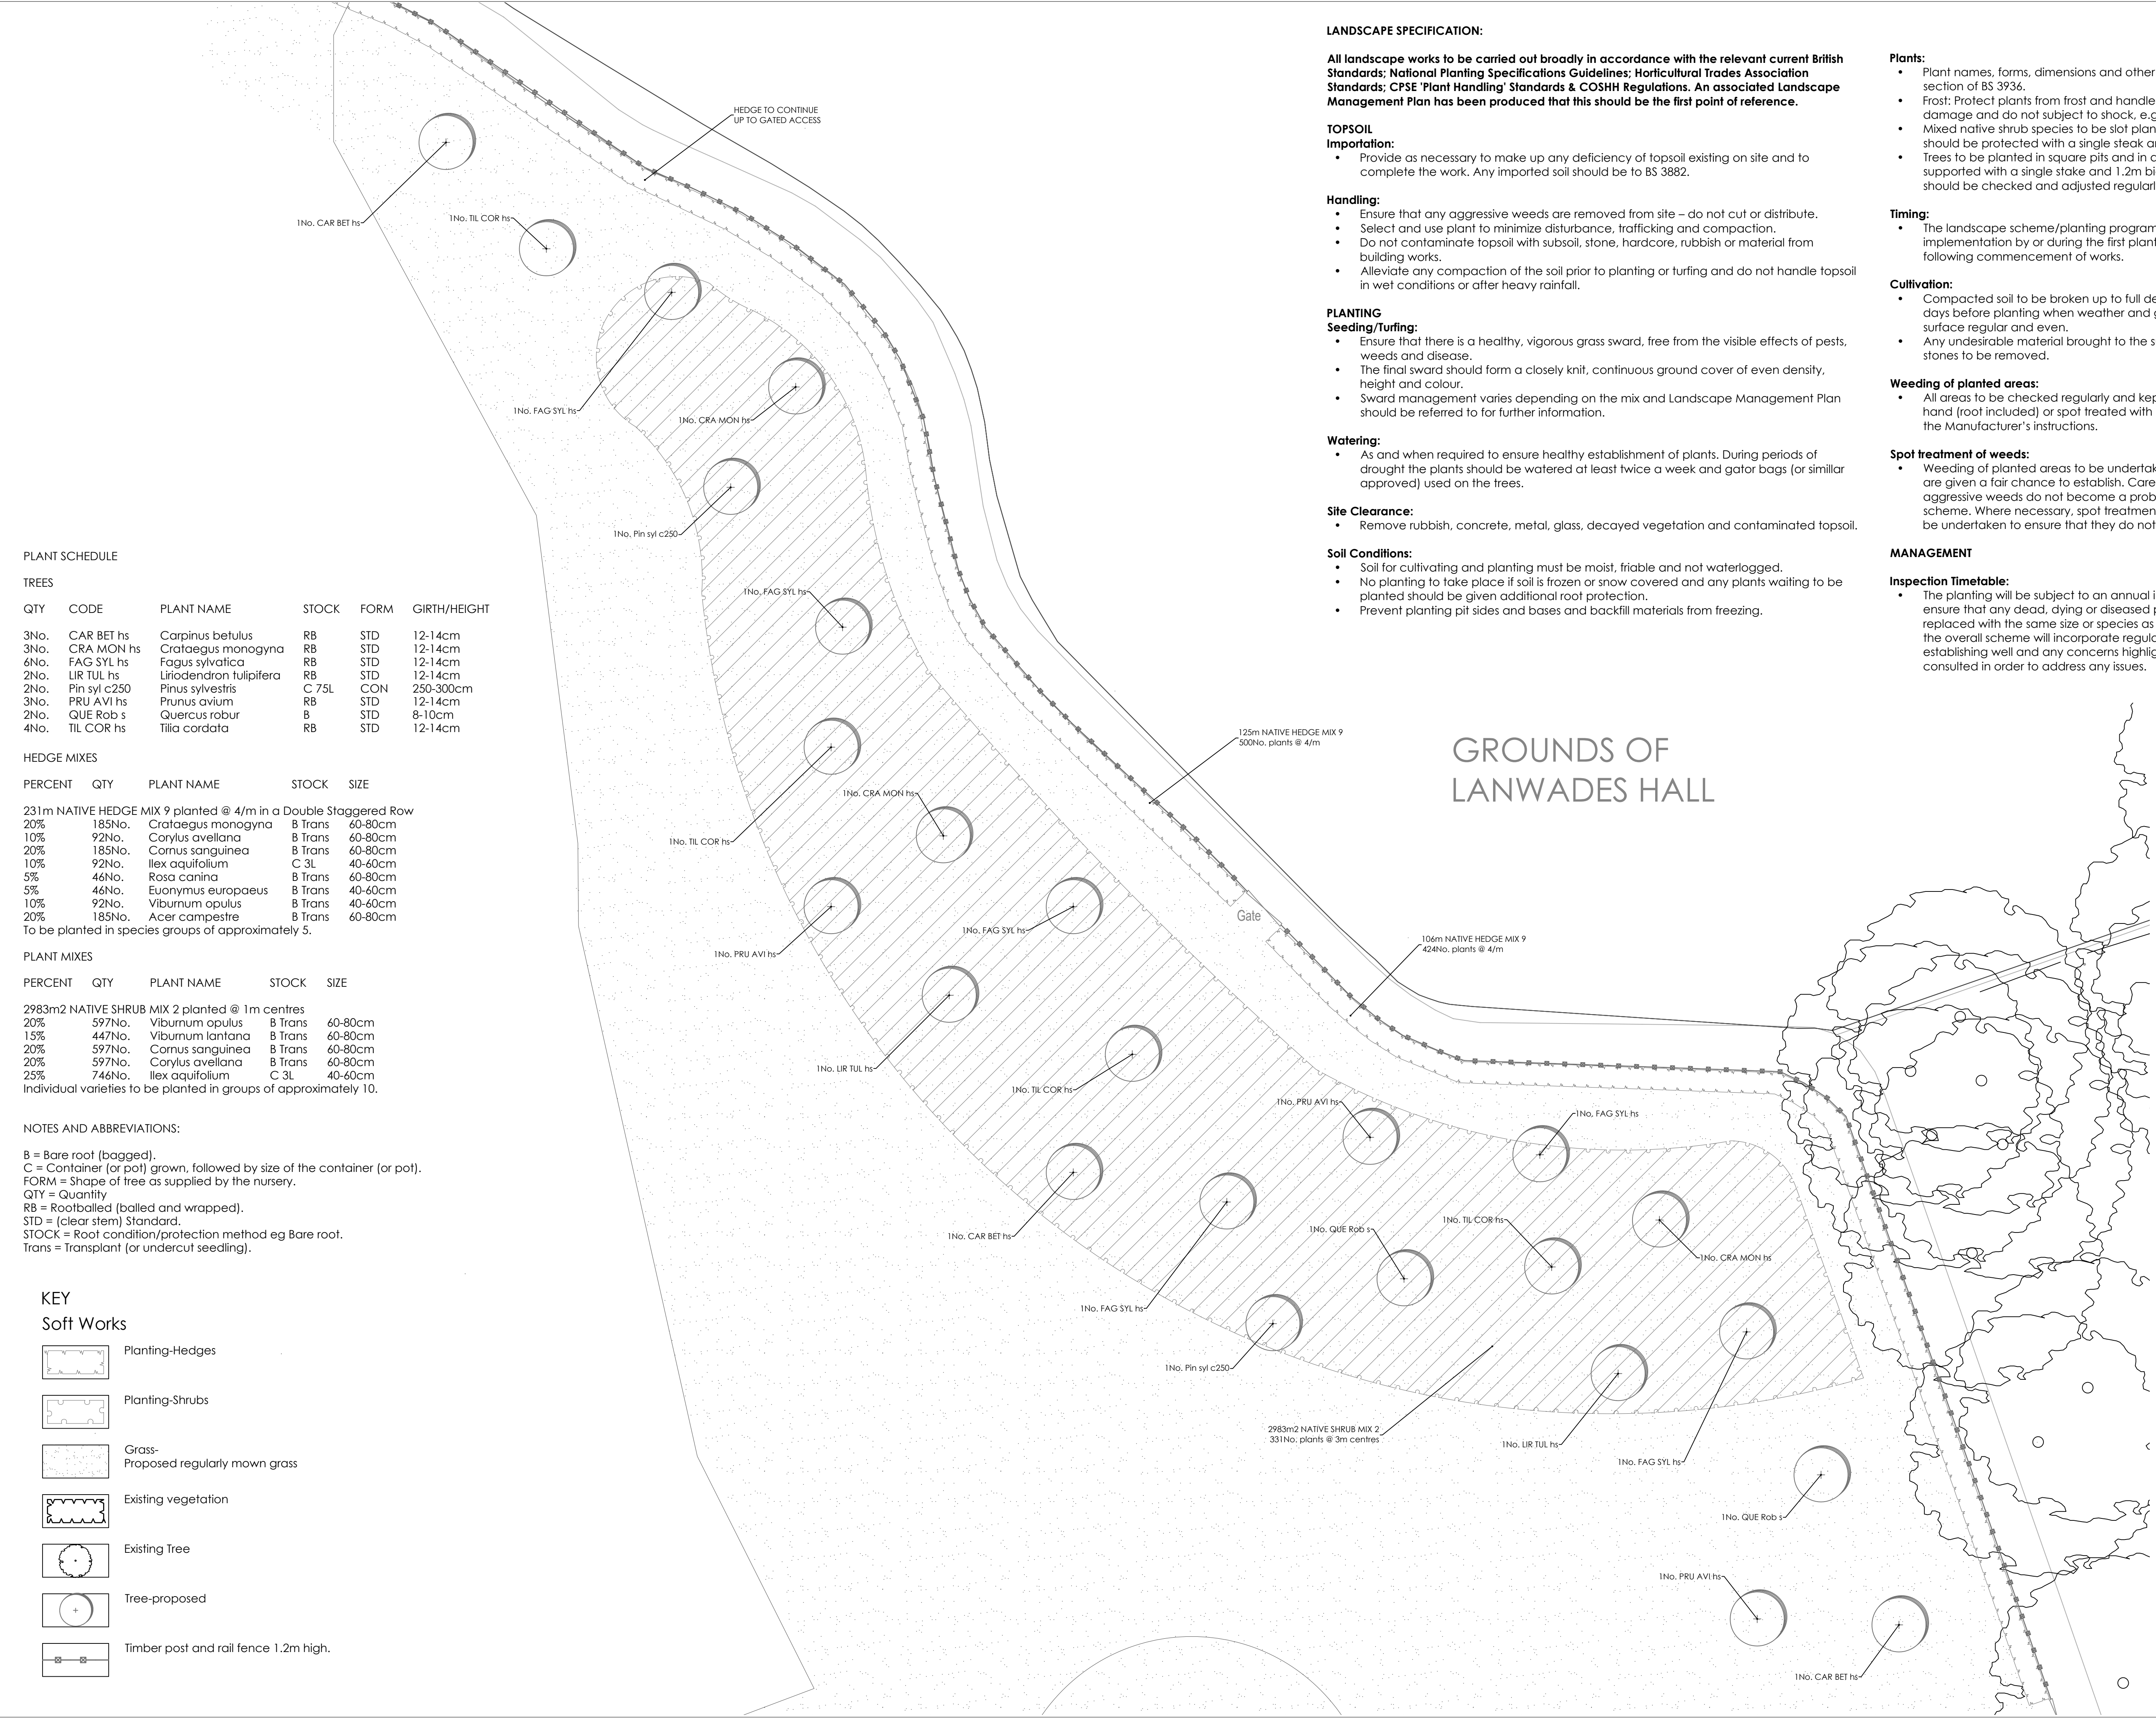 LANDSCAPE SPECIFICATION:
All landscape works to be carried out broadly in accordance with the relevant current British
Standards; National Planting Specifications Guidelines; Horticultural Trades Association
Standards; CPSE 'Plant Handling' Standards & COSHH Regulations. An associated Landscape
Management Plan has been produced that this should be the first point of reference.
TOPSOIL
Importation:
• Provide as necessary to make up any deficiency of topsoil existing on site and to
complete the work. Any imported soil should be to BS 3882.
Handling:
• Ensure that any aggressive weeds are removed from site – do not cut or distribute.
• Select and use plant to minimize disturbance, trafficking and compaction.
• Do not contaminate topsoil with subsoil, stone, hardcore, rubbish or material from
building works.
• Alleviate any compaction of the soil prior to planting or turfing and do not handle topsoil
in wet conditions or after heavy rainfall.
PLANTING
Seeding/Turfing:
• Ensure that there is a healthy, vigorous grass sward, free from the visible effects of pests,
weeds and disease.
• The final sward should form a closely knit, continuous ground cover of even density,
height and colour.
• Sward management varies depending on the mix and Landscape Management Plan
should be referred to for further information.
Watering:
• As and when required to ensure healthy establishment of plants. During periods of
drought the plants should be watered at least twice a week and gator bags (or simillar
approved) used on the trees.
Site Clearance:
• Remove rubbish, concrete, metal, glass, decayed vegetation and contaminated topsoil.
Soil Conditions:
• Soil for cultivating and planting must be moist, friable and not waterlogged.
• No planting to take place if soil is frozen or snow covered and any plants waiting to be
planted should be given additional root protection.
• Prevent planting pit sides and bases and backfill materials from freezing.
Plants:
• Plant names, forms, dimensions and other
section of BS 3936.
• Frost: Protect plants from frost and handle
damage and do not subject to shock, e.g
• Mixed native shrub species to be slot plan
should be protected with a single steak a
• Trees to be planted in square pits and in
supported with a single stake and 1.2m bi
should be checked and adjusted regularl
Timing:
• The landscape scheme/planting program
implementation by or during the first plant
following commencement of works.
Cultivation:
• Compacted soil to be broken up to full de
days before planting when weather and g
surface regular and even.
• Any undesirable material brought to the s
stones to be removed.
Weeding of planted areas:
• All areas to be checked regularly and kep
hand (root included) or spot treated with
the Manufacturer's instructions.
Spot treatment of weeds:
• Weeding of planted areas to be undertak
are given a fair chance to establish. Care
aggressive weeds do not become a prob
scheme. Where necessary, spot treatmen
be undertaken to ensure that they do not
MANAGEMENT
Inspection Timetable:
• The planting will be subject to an annual i
ensure that any dead, dying or diseased p
replaced with the same size or species as
the overall scheme will incorporate regula
establishing well and any concerns highlig
consulted in order to address any issues.
HEDGE TO CONTINUE
UP TO GATED ACCESS
1No. CAR BET hs
1No. TIL COR hs
1No. FAG SYL hs
1No. CRA MON hs
1No. Pin syl c250
1No. FAG SYL hs
125m NATIVE HEDGE MIX 9
500No. plants @ 4/m
GROUNDS OF
LANWADES HALL
1No. CRA MON hs
1No. TIL COR hs
Gate
1No. FAG SYL hs
1No. PRU AVI hs
106m NATIVE HEDGE MIX 9
424No. plants @ 4/m
1No. LIR TUL hs
1No. TIL COR hs
1No. PRU AVI hs
1No. FAG SYL hs
1No. CAR BET hs
1No. QUE Rob s
1No. TIL COR hs
1No. CRA MON hs
1No. FAG SYL hs
1No. Pin syl c250
2983m2 NATIVE SHRUB MIX 2
331No. plants @ 3m centres
1No. LIR TUL hs
1No. FAG SYL hs
1No. QUE Rob s
1No. PRU AVI hs
1No. CAR BET hs
PLANT SCHEDULE
TREES
QTY CODE PLANT NAME STOCK FORM GIRTH/HEIGHT
3No. CAR BET hs Carpinus betulus RB STD 12-14cm
3No. CRA MON hs Crataegus monogyna RB STD 12-14cm
6No. FAG SYL hs Fagus sylvatica RB STD 12-14cm
2No. LIR TUL hs Liriodendron tulipifera RB STD 12-14cm
2No. Pin syl c250 Pinus sylvestris C 75L CON 250-300cm
3No. PRU AVI hs Prunus avium RB STD 12-14cm
2No. QUE Rob s Quercus robur B STD 8-10cm
4No. TIL COR hs Tilia cordata RB STD 12-14cm
HEDGE MIXES
PERCENT QTY PLANT NAME STOCK SIZE
231m NATIVE HEDGE MIX 9 planted @ 4/m in a Double Staggered Row
20% 185No. Crataegus monogyna B Trans 60-80cm
10% 92No. Corylus avellana B Trans 60-80cm
20% 185No. Cornus sanguinea B Trans 60-80cm
10% 92No. Ilex aquifolium C 3L 40-60cm
5% 46No. Rosa canina B Trans 60-80cm
5% 46No. Euonymus europaeus B Trans 40-60cm
10% 92No. Viburnum opulus B Trans 40-60cm
20% 185No. Acer campestre B Trans 60-80cm
To be planted in species groups of approximately 5.
PLANT MIXES
PERCENT QTY PLANT NAME STOCK SIZE
2983m2 NATIVE SHRUB MIX 2 planted @ 1m centres
20% 597No. Viburnum opulus B Trans 60-80cm
15% 447No. Viburnum lantana B Trans 60-80cm
20% 597No. Cornus sanguinea B Trans 60-80cm
20% 597No. Corylus avellana B Trans 60-80cm
25% 746No. Ilex aquifolium C 3L 40-60cm
Individual varieties to be planted in groups of approximately 10.
NOTES AND ABBREVIATIONS:
B = Bare root (bagged).
C = Container (or pot) grown, followed by size of the container (or pot).
FORM = Shape of tree as supplied by the nursery.
QTY = Quantity
RB = Rootballed (balled and wrapped).
STD = (clear stem) Standard.
STOCK = Root condition/protection method eg Bare root.
Trans = Transplant (or undercut seedling).
KEY
Soft Works
Planting-Hedges
Planting-Shrubs
Grass-
Proposed regularly mown grass
Existing vegetation
Existing Tree
Tree-proposed
Timber post and rail fence 1.2m high.